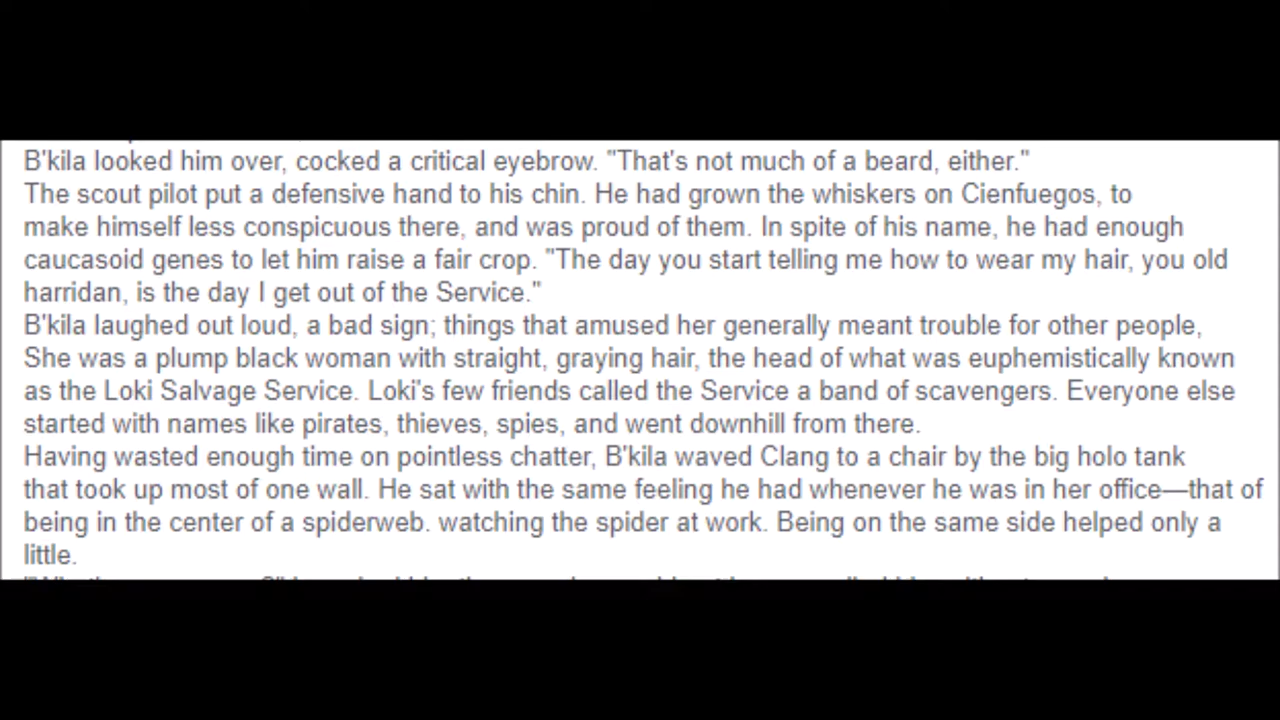 B'kila looked him over, cocked a critical eyebrow. "That's not much of a beard, either."
The scout pilot put a defensive hand to his chin. He had grown the whiskers on Cienfuegos, to
make himself less conspicuous there, and was proud of them. In spite of his name, he had enough
caucasoid genes to let him raise a fair crop. "The day you start telling me how to wear my hair, you old
harridan, is the day I get out of the Service."
B'kila laughed out loud, a bad sign; things that amused her generally meant trouble for other people,
She was a plump black woman with straight, graying hair, the head of what was euphemistically known
as the Loki Salvage Service. Loki's few friends called the Service a band of scavengers. Everyone else
started with names like pirates, thieves, spies, and went downhill from there.
Having wasted enough time on pointless chatter, B'kila waved Clang to a chair by the big holo tank
that took up most of one wall. He sat with the same feeling he had whenever he was in her office—that of
being in the center of a spiderweb. watching the spider at work. Being on the same side helped only a
little.